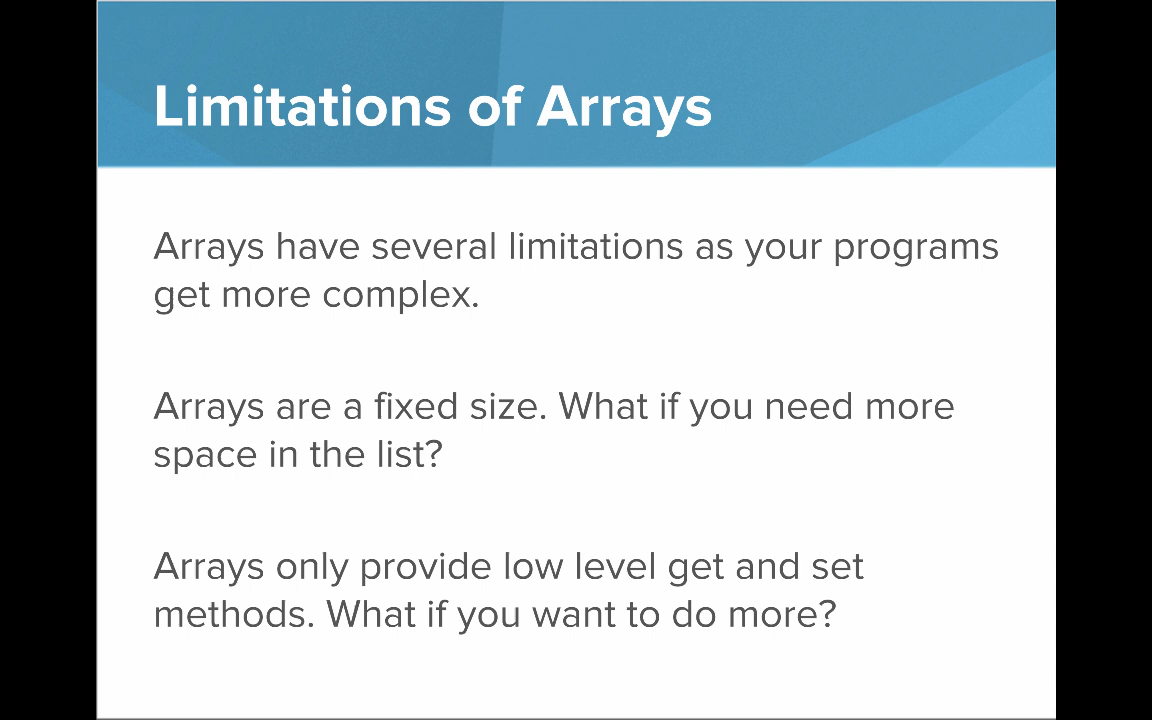 Limitations of Arrays
Arrays have several limitations as your programs
get more complex.
Arrays are a fixed size. What if you need more
space in the list?
Arrays only provide low level get and set
methods. What if you want to do more?